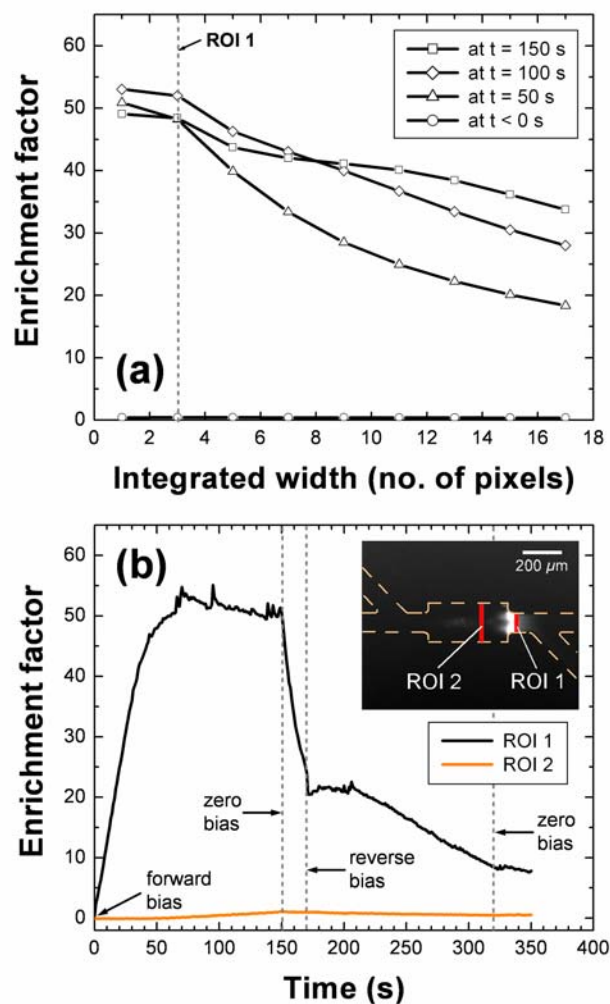 (a)
ROI 1
at t = 150 s
at t = 100 s
at t = 50 s
at t < 0 s
Enrichment factor
60
50
40
30
20
10
0
0 2 4 6 8 10 12 14 16 18
Integrated width (no. of pixels)
(b)
200 µm
ROI 2
ROI 1
ROI 1
ROI 2
zero
bias
reverse
bias
zero
bias
forward
bias
Enrichment factor
60
50
40
30
20
10
0
0 50 100 150 200 250 300 350 400
Time (s)